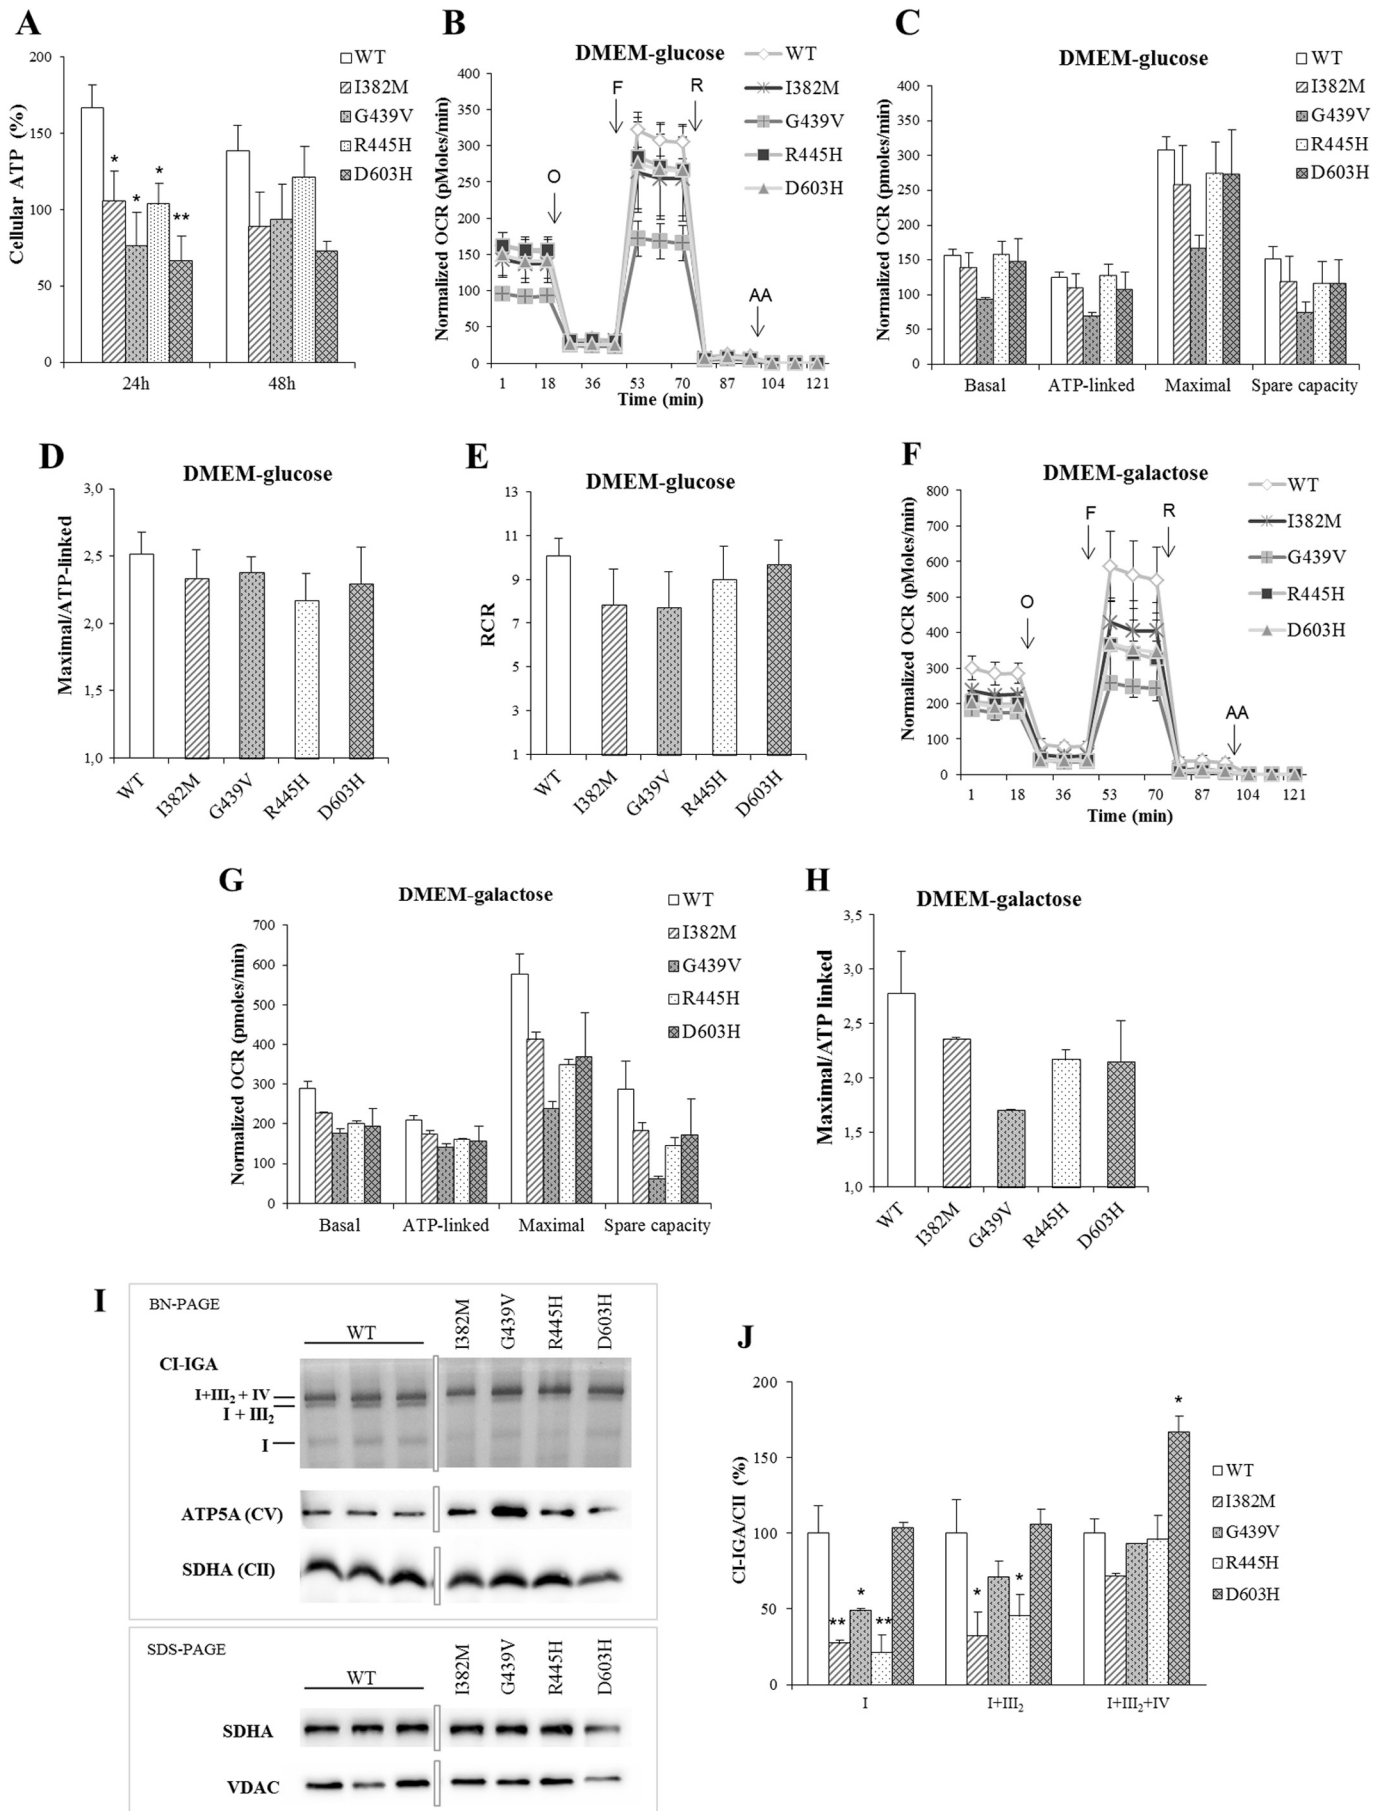 A
Cellular ATP (%)
200
150
100
50
0
*
*
*
**
24h
48h
WT
I382M
G439V
R445H
D603H
B
DMEM-glucose
Normalized OCR (pMoles/min)
400
350
300
250
200
150
100
50
0
O
F
R
AA
1 18 36 53 70 87 104 121
Time (min)
WT
I382M
G439V
R445H
D603H
C
DMEM-glucose
Normalized OCR (pmoles/min)
400
350
300
250
200
150
100
50
0
Basal ATP-linked Maximal Spare capacity
WT
I382M
G439V
R445H
D603H
D
DMEM-glucose
Maximal/ATP-linked
3,0
2,5
2,0
1,5
1,0
WT I382M G439V R445H D603H
E
DMEM-glucose
RCR
13
11
9
7
5
3
1
WT I382M G439V R445H D603H
F
DMEM-galactose
Normalized OCR (pMoles/min)
800
700
600
500
400
300
200
100
0
O
F
R
AA
1 18 36 53 70 87 104 121
Time (min)
WT
I382M
G439V
R445H
D603H
G
DMEM-galactose
Normalized OCR (pmoles/min)
700
600
500
400
300
200
100
0
Basal ATP-linked Maximal Spare capacity
WT
I382M
G439V
R445H
D603H
H
DMEM-galactose
Maximal/ATP linked
3,5
3,0
2,5
2,0
1,5
1,0
WT I382M G439V R445H D603H
I
BN-PAGE
WT I382M G439V R445H D603H
CI-IGA
I+III₂ + IV
I + III₂
I
ATP5A (CV)
SDHA (CII)
SDS-PAGE
WT I382M G439V R445H D603H
SDHA
VDAC
J
CI-IGA/CII (%)
200
150
100
50
0
**
*
**
*
*
*
I I+III₂ I+III₂+IV
WT
I382M
G439V
R445H
D603H